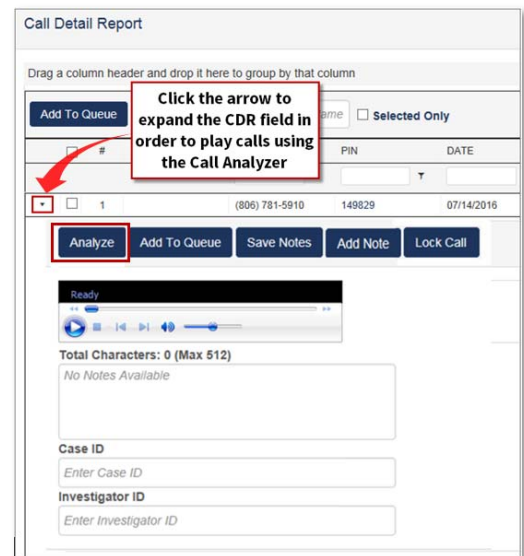 Call Detail Report
Drag a column header and drop it here to group by that column
Click the arrow to
expand the CDR field in
order to play calls using
the Call Analyzer
Add To Queue
Selected Only
# PIN DATE
1 (806) 781-5910 149829 07/14/2016
Analyze Add To Queue Save Notes Add Note Lock Call
Ready
Total Characters: 0 (Max 512)
No Notes Available
Case ID
Enter Case ID
Investigator ID
Enter Investigator ID